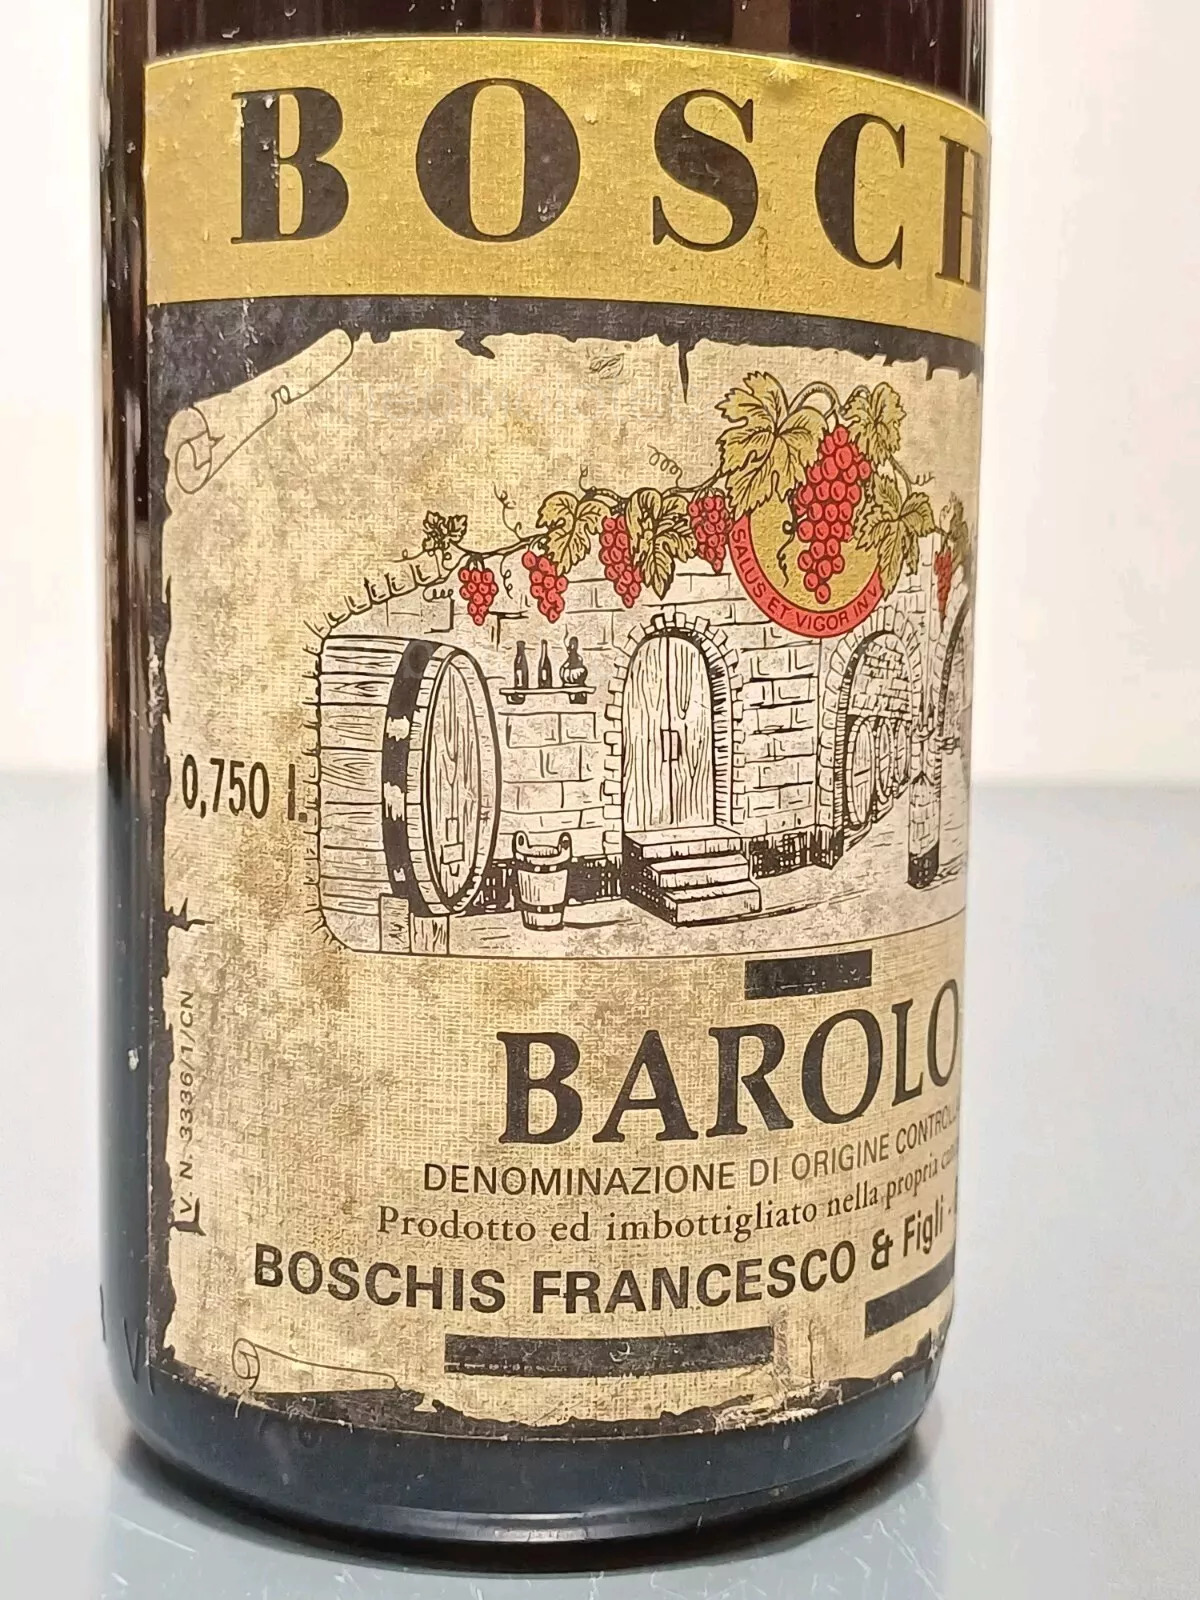 BOSCH
SALUS ET VIGOR IN V
0,750 l.
V. N. 3336/1/CN
BAROLO
DENOMINAZIONE DI ORIGINE CONTROLL
Prodotto ed imbottigliato nella propria
BOSCHIS FRANCESCO & Figli -